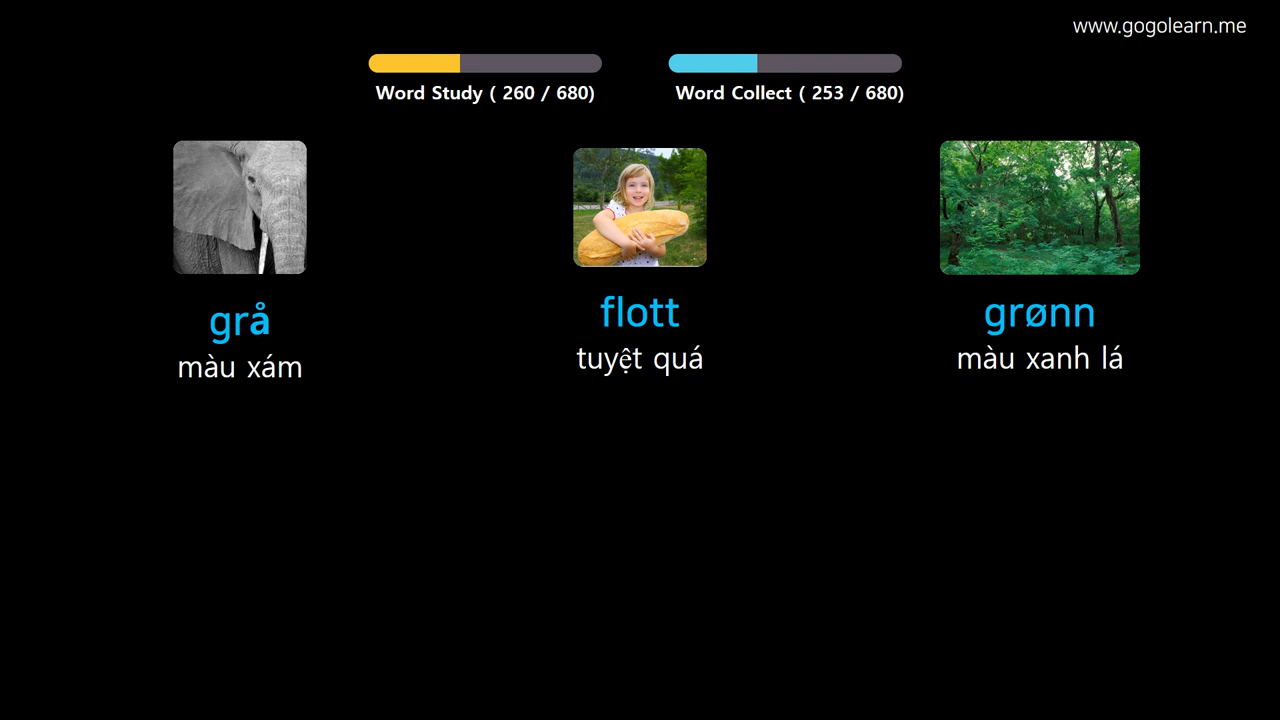 www.gogolearn.me
Word Study ( 260 / 680)
Word Collect ( 253 / 680)
grå
màu xám
flott
tuyệt quá
grønn
màu xanh lá